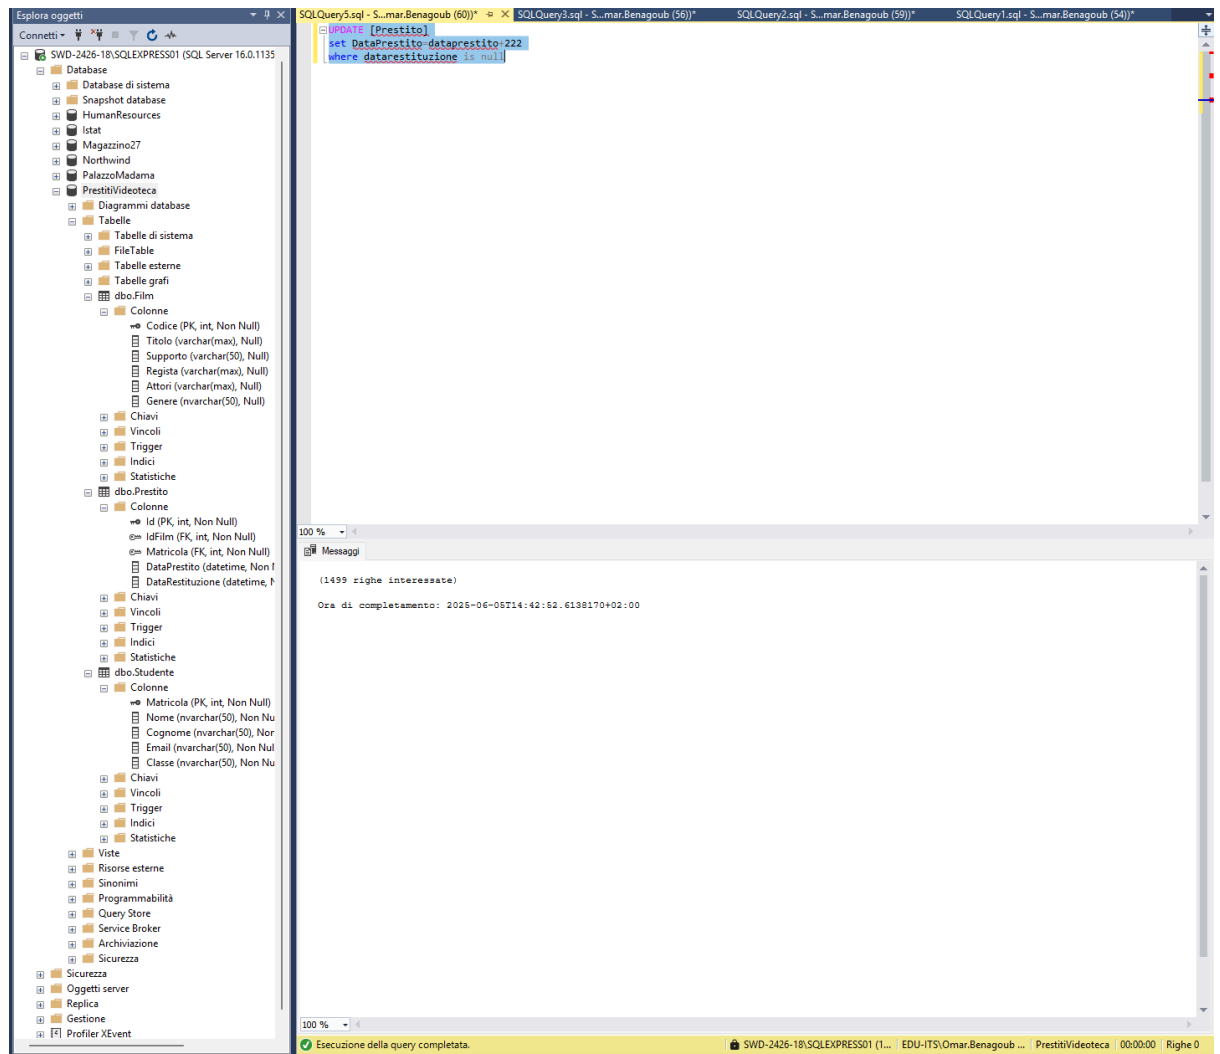 Esplora oggetti
Connetti
SWD-2426-18\SQLEXPRESS01 (SQL Server 16.0.1135
Database
Database di sistema
Snapshot database
HumanResources
Istat
Magazzino27
Northwind
PalazzoMadama
PrestitiVideoteca
Diagrammi database
Tabelle
Tabelle di sistema
FileTable
Tabelle esterne
Tabelle grafi
dbo.Film
Colonne
Codice (PK, int, Non Null)
Titolo (varchar(max), Null)
Supporto (varchar(50), Null)
Regista (varchar(max), Null)
Attori (varchar(max), Null)
Genere (nvarchar(50), Null)
Chiavi
Vincoli
Trigger
Indici
Statistiche
dbo.Prestito
Colonne
Id (PK, int, Non Null)
IdFilm (FK, int, Non Null)
Matricola (FK, int, Non Null)
DataPrestito (datetime, Non
DataRestituzione (datetime,
Chiavi
Vincoli
Trigger
Indici
Statistiche
dbo.Studente
Colonne
Matricola (PK, int, Non Null)
Nome (nvarchar(50), Non Nu
Cognome (nvarchar(50), Nor
Email (nvarchar(50), Non Nul
Classe (nvarchar(50), Non Nu
Chiavi
Vincoli
Trigger
Indici
Statistiche
Viste
Risorse esterne
Sinonimi
Programmabilità
Query Store
Service Broker
Archiviazione
Sicurezza
Sicurezza
Oggetti server
Replica
Gestione
Profiler XEvent
SQLQuery5.sql - S...mar.Benagoub (60))* SQLQuery3.sql - S...mar.Benagoub (56))* SQLQuery2.sql - S...mar.Benagoub (59))* SQLQuery1.sql - S...mar.Benagoub (54))*
UPDATE [Prestito]
set DataPrestito=dataprestito+222
where datarestituzione is null
100 %
Messaggi
(1499 righe interessate)
Ora di completamento: 2025-06-05T14:42:52.6138170+02:00
100 %
Esecuzione della query completata. SWD-2426-18\SQLEXPRESS01 (1... EDU-ITS\Omar.Benagoub ... PrestitiVideoteca 00:00:00 Righe 0